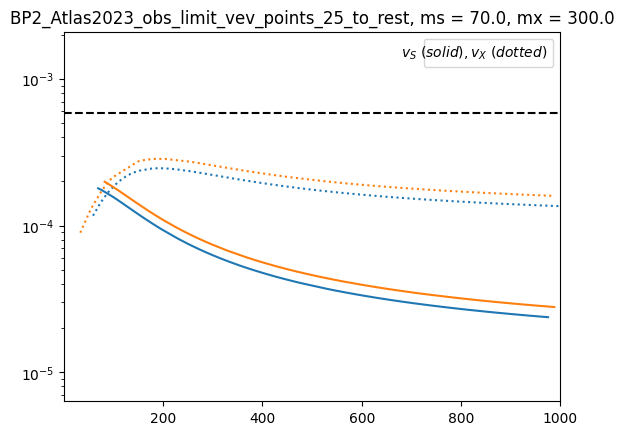 BP2_Atlas2023_obs_limit_vev_points_25_to_rest, ms = 70.0, mx = 300.0
v_S (solid), v_X (dotted)
10^{-3}
10^{-4}
10^{-5}
200 400 600 800 1000